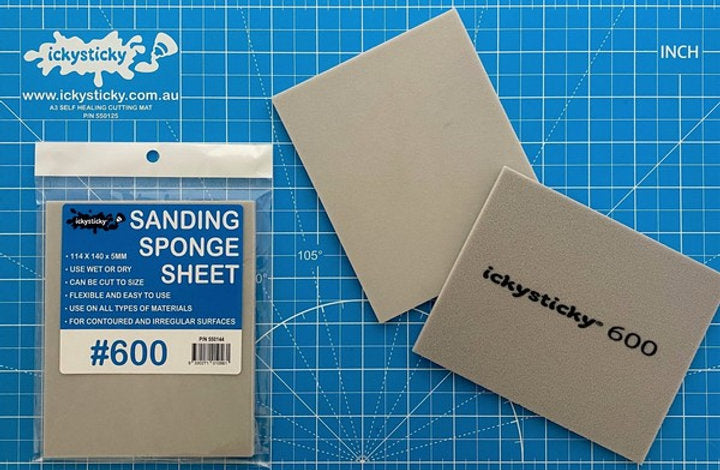 ickysticky
www.ickysticky.com.au
A3 SELF HEALING CUTTING MAT
P/N 550125
INCH
105°
ickysticky
SANDING
SPONGE
SHEET
• 114 X 140 x 5MM
• USE WET OR DRY
• CAN BE CUT TO SIZE
• FLEXIBLE AND EASY TO USE
• USE ON ALL TYPES OF MATERIALS
• FOR CONTOURED AND IRREGULAR SURFACES
#600
P/N 550144
ickysticky® 600